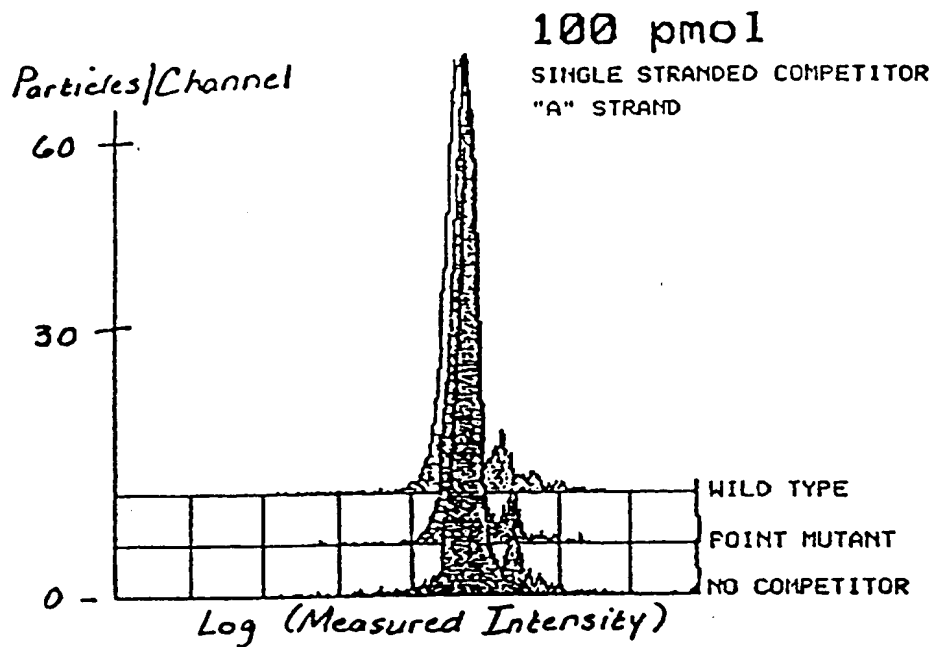 100 pmol
SINGLE STRANDED COMPETITOR
"A" STRAND
Particles/Channel
60
30
0
WILD TYPE
POINT MUTANT
NO COMPETITOR
Log (Measured Intensity)